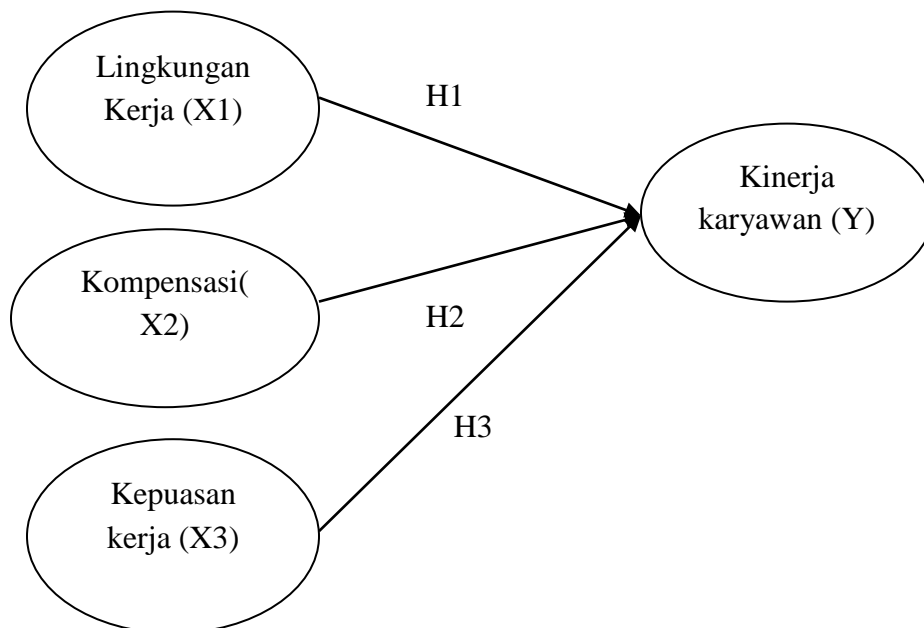 Lingkungan
Kerja (X1)
H1
Kinerja
karyawan (Y)
Kompensasi(
X2)
H2
H3
Kepuasan
kerja (X3)